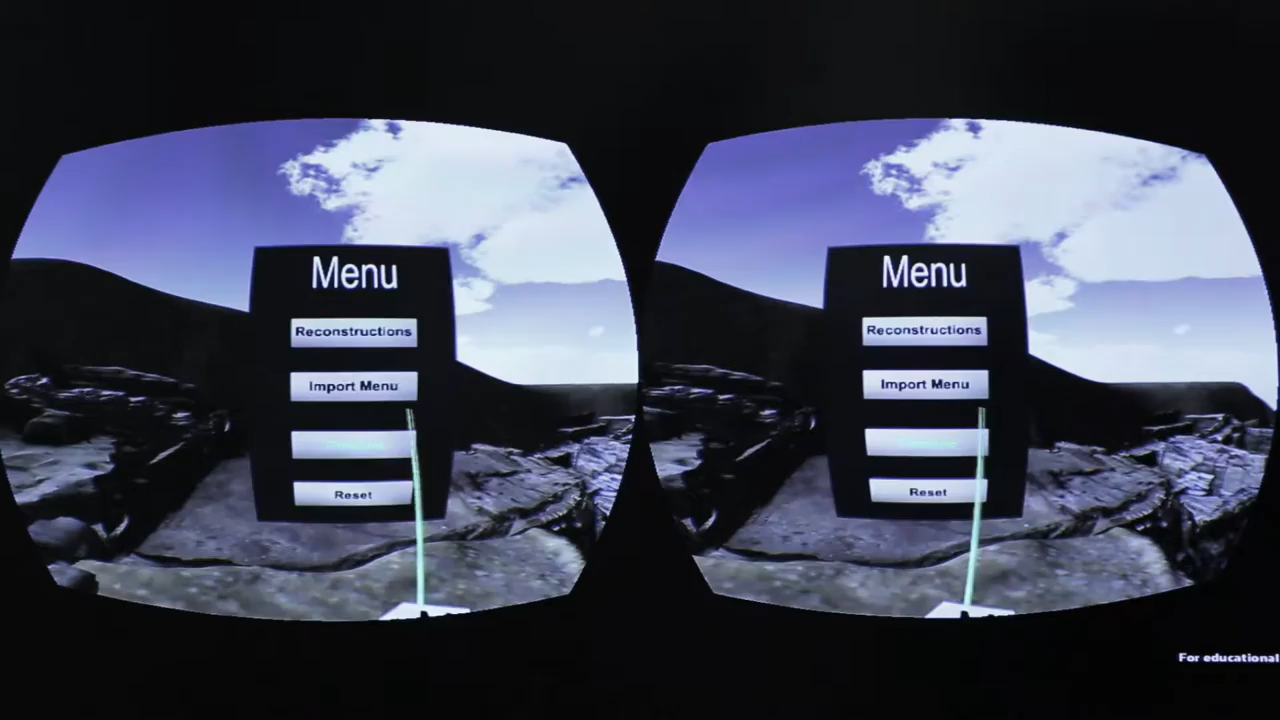 Menu
Menu
Reconstructions
Reconstructions
Import Menu
Import Menu
Reset
Reset
For educational